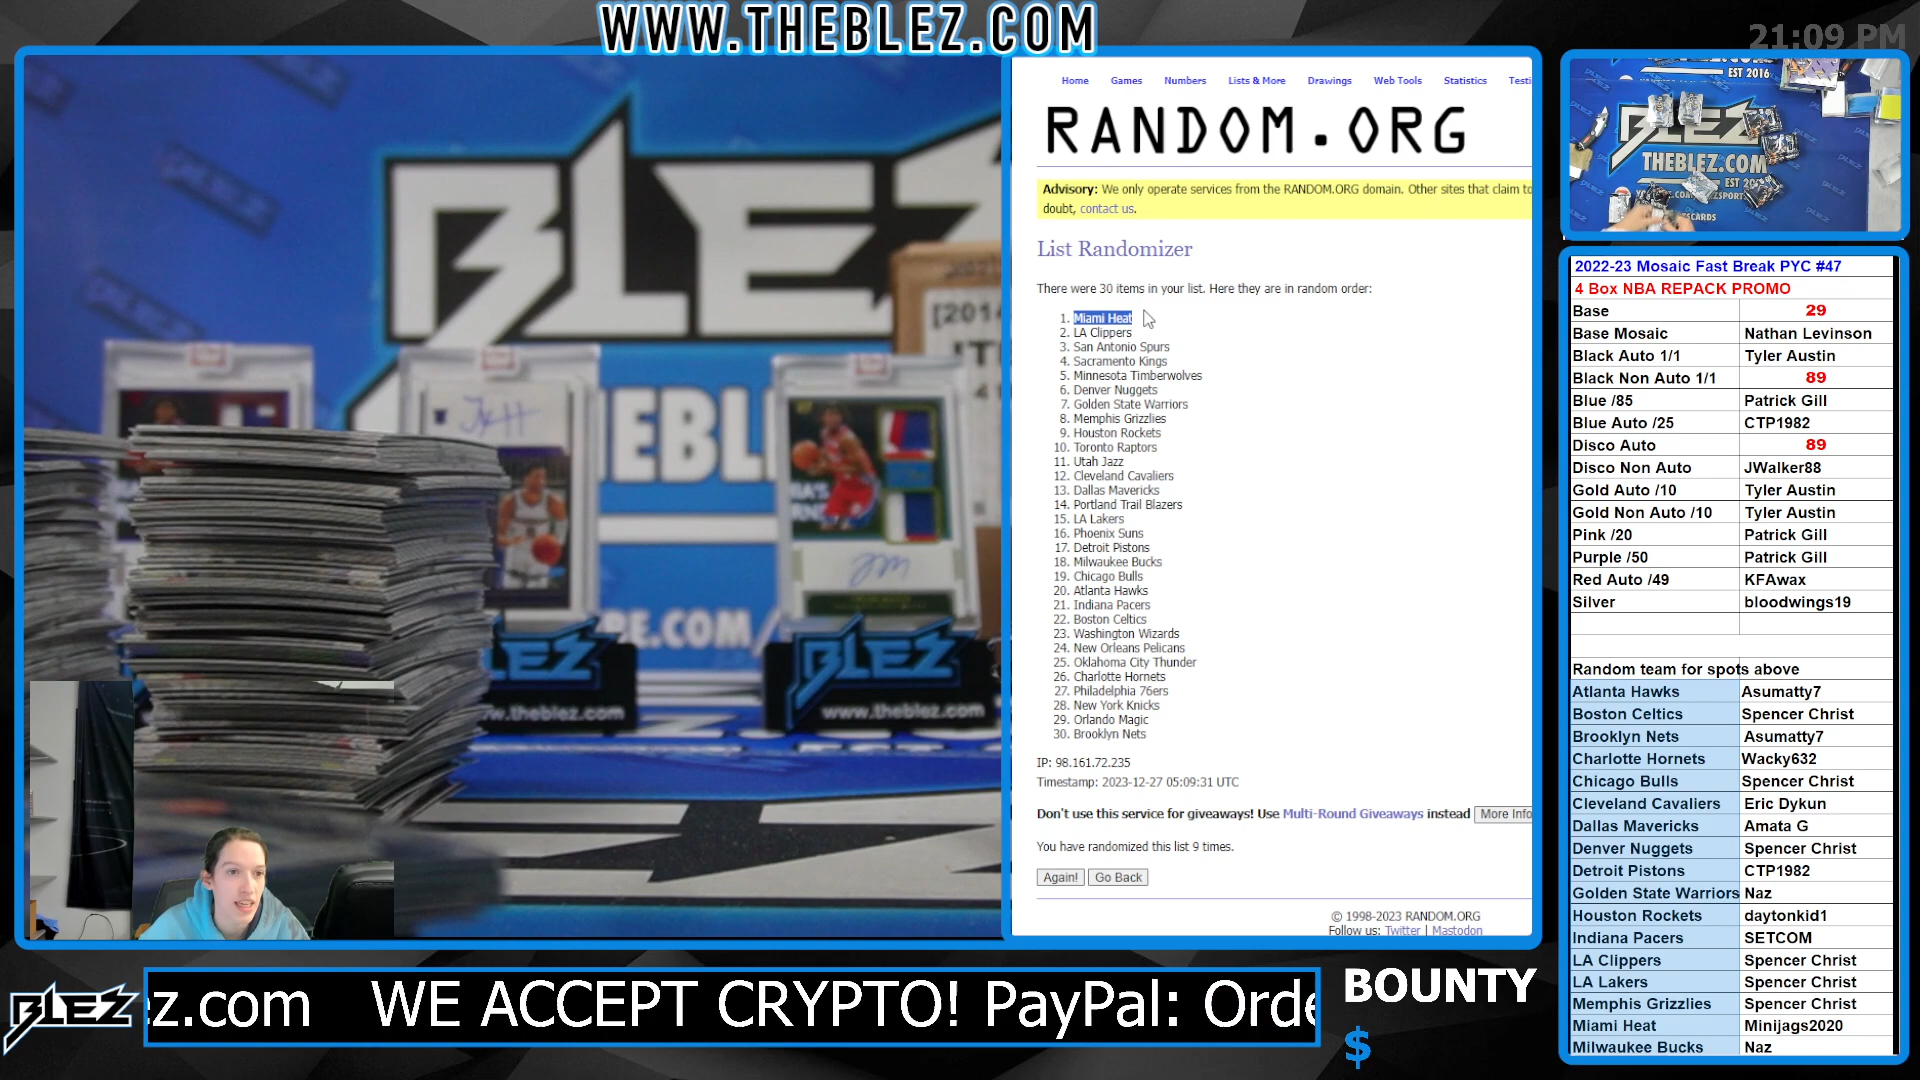 WWW.THEBLEZ.COM
21:09 PM
Home Games Numbers Lists & More Drawings Web Tools Statistics Testi
RANDOM.ORG
Advisory: We only operate services from the RANDOM.ORG domain. Other sites that claim to
doubt, contact us.
List Randomizer
There were 30 items in your list. Here they are in random order:
1. Miami Heat
2. LA Clippers
3. San Antonio Spurs
4. Sacramento Kings
5. Minnesota Timberwolves
6. Denver Nuggets
7. Golden State Warriors
8. Memphis Grizzlies
9. Houston Rockets
10. Toronto Raptors
11. Utah Jazz
12. Cleveland Cavaliers
13. Dallas Mavericks
14. Portland Trail Blazers
15. LA Lakers
16. Phoenix Suns
17. Detroit Pistons
18. Milwaukee Bucks
19. Chicago Bulls
20. Atlanta Hawks
21. Indiana Pacers
22. Boston Celtics
23. Washington Wizards
24. New Orleans Pelicans
25. Oklahoma City Thunder
26. Charlotte Hornets
27. Philadelphia 76ers
28. New York Knicks
29. Orlando Magic
30. Brooklyn Nets
IP: 98.161.72.235
Timestamp: 2023-12-27 05:09:31 UTC
Don't use this service for giveaways! Use Multi-Round Giveaways instead More Info
You have randomized this list 9 times.
Again! Go Back
© 1998-2023 RANDOM.ORG
Follow us: Twitter | Mastodon
BLEZ
BLEZ
www.theblez.com
BLEZ
www.theblez.com
EST 2016
BLEZ
THEBLEZ.COM
2022-23 Mosaic Fast Break PYC #47
4 Box NBA REPACK PROMO
Base 29
Base Mosaic Nathan Levinson
Black Auto 1/1 Tyler Austin
Black Non Auto 1/1 89
Blue /85 Patrick Gill
Blue Auto /25 CTP1982
Disco Auto 89
Disco Non Auto JWalker88
Gold Auto /10 Tyler Austin
Gold Non Auto /10 Tyler Austin
Pink /20 Patrick Gill
Purple /50 Patrick Gill
Red Auto /49 KFAwax
Silver bloodwings19
Random team for spots above
Atlanta Hawks Asumatty7
Boston Celtics Spencer Christ
Brooklyn Nets Asumatty7
Charlotte Hornets Wacky632
Chicago Bulls Spencer Christ
Cleveland Cavaliers Eric Dykun
Dallas Mavericks Amata G
Denver Nuggets Spencer Christ
Detroit Pistons CTP1982
Golden State Warriors Naz
Houston Rockets daytonkid1
Indiana Pacers SETCOM
LA Clippers Spencer Christ
LA Lakers Spencer Christ
Memphis Grizzlies Spencer Christ
Miami Heat Minijags2020
Milwaukee Bucks Naz
BLEZ
ez.com WE ACCEPT CRYPTO! PayPal: Orde
BOUNTY
$